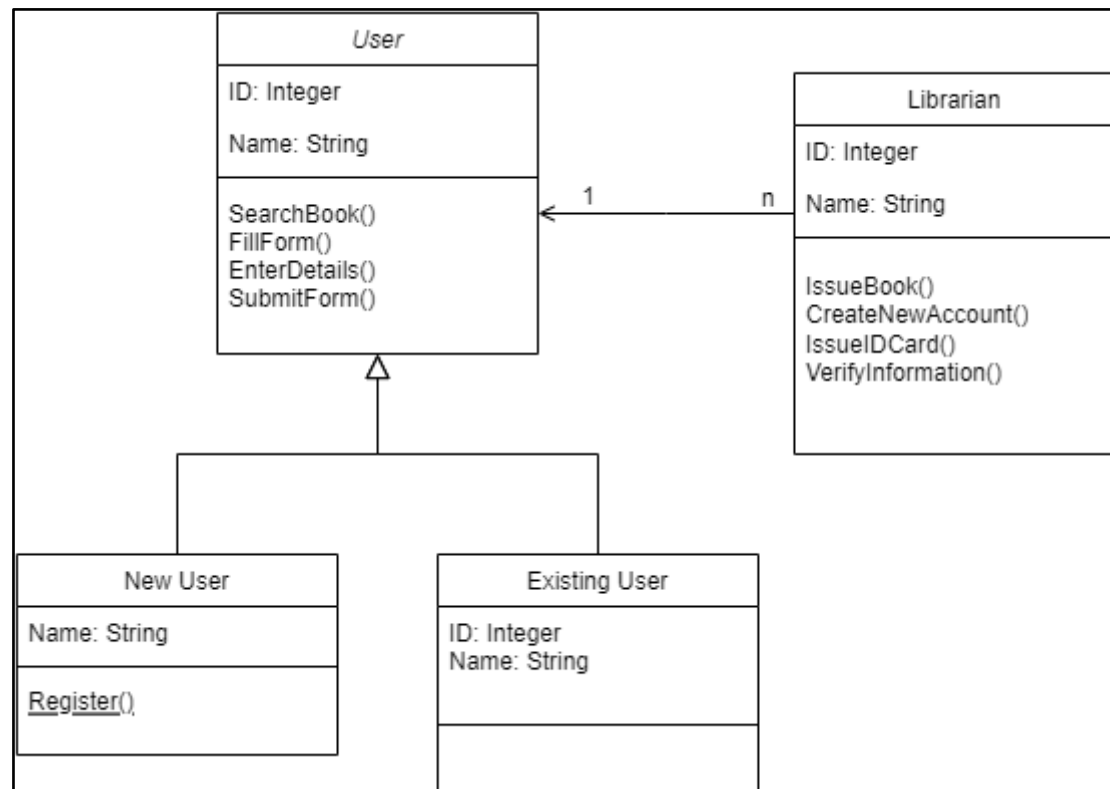 User
ID: Integer
Name: String
SearchBook()
FillForm()
EnterDetails()
SubmitForm()
1
n
Librarian
ID: Integer
Name: String
IssueBook()
CreateNewAccount()
IssueIDCard()
VerifyInformation()
New User
Name: String
Register()
Existing User
ID: Integer
Name: String